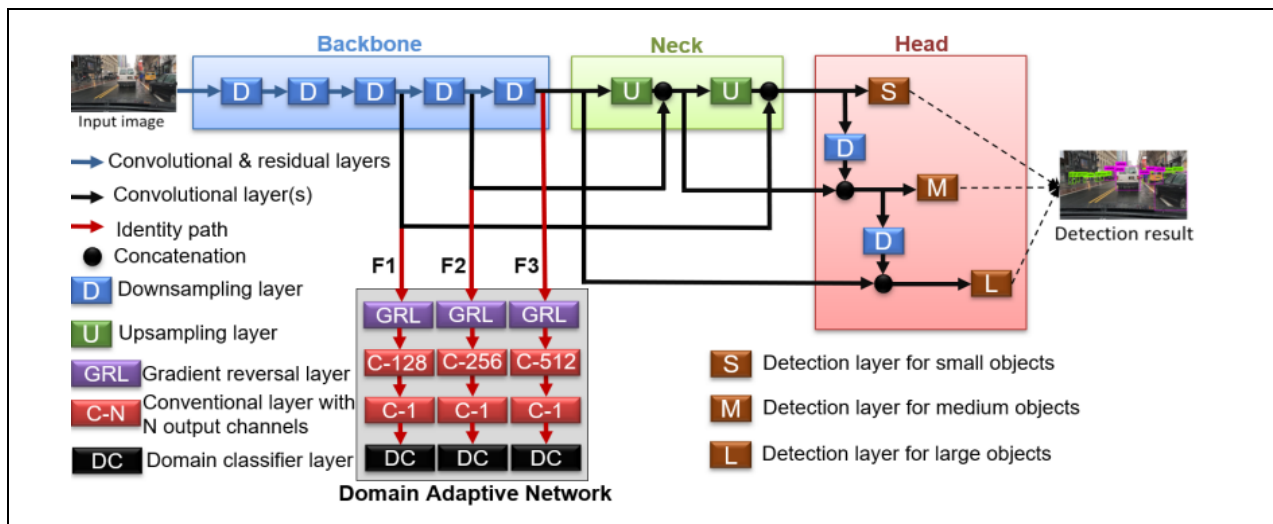 Backbone
Neck
Head
D D D D D
U U
S
Input image
Convolutional & residual layers
D
Convolutional layer(s)
M
Identity path
D
Detection result
Concatenation
F1 F2 F3
L
D Downsampling layer
GRL GRL GRL
U Upsampling layer
C-128 C-256 C-512
S Detection layer for small objects
GRL Gradient reversal layer
C-1 C-1 C-1
M Detection layer for medium objects
C-N Conventional layer with
N output channels
DC DC DC
L Detection layer for large objects
DC Domain classifier layer
Domain Adaptive Network